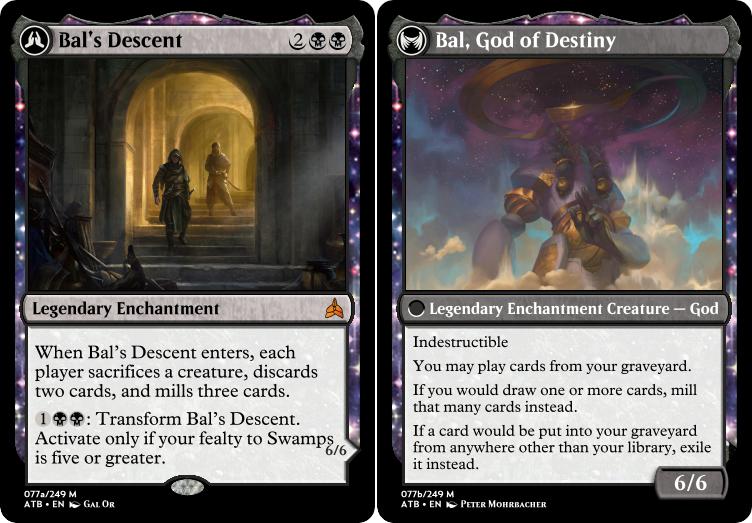 Bal's Descent
2
Legendary Enchantment
When Bal's Descent enters, each
player sacrifices a creature, discards
two cards, and mills three cards.
1: Transform Bal's Descent.
Activate only if your fealty to Swamps
is five or greater.
6/6
077a/249 M
ATB • EN Gal Or
Bal, God of Destiny
Legendary Enchantment Creature — God
Indestructible
You may play cards from your graveyard.
If you would draw one or more cards, mill
that many cards instead.
If a card would be put into your graveyard
from anywhere other than your library, exile
it instead.
6/6
077b/249 M
ATB • EN Peter Mohrbacher